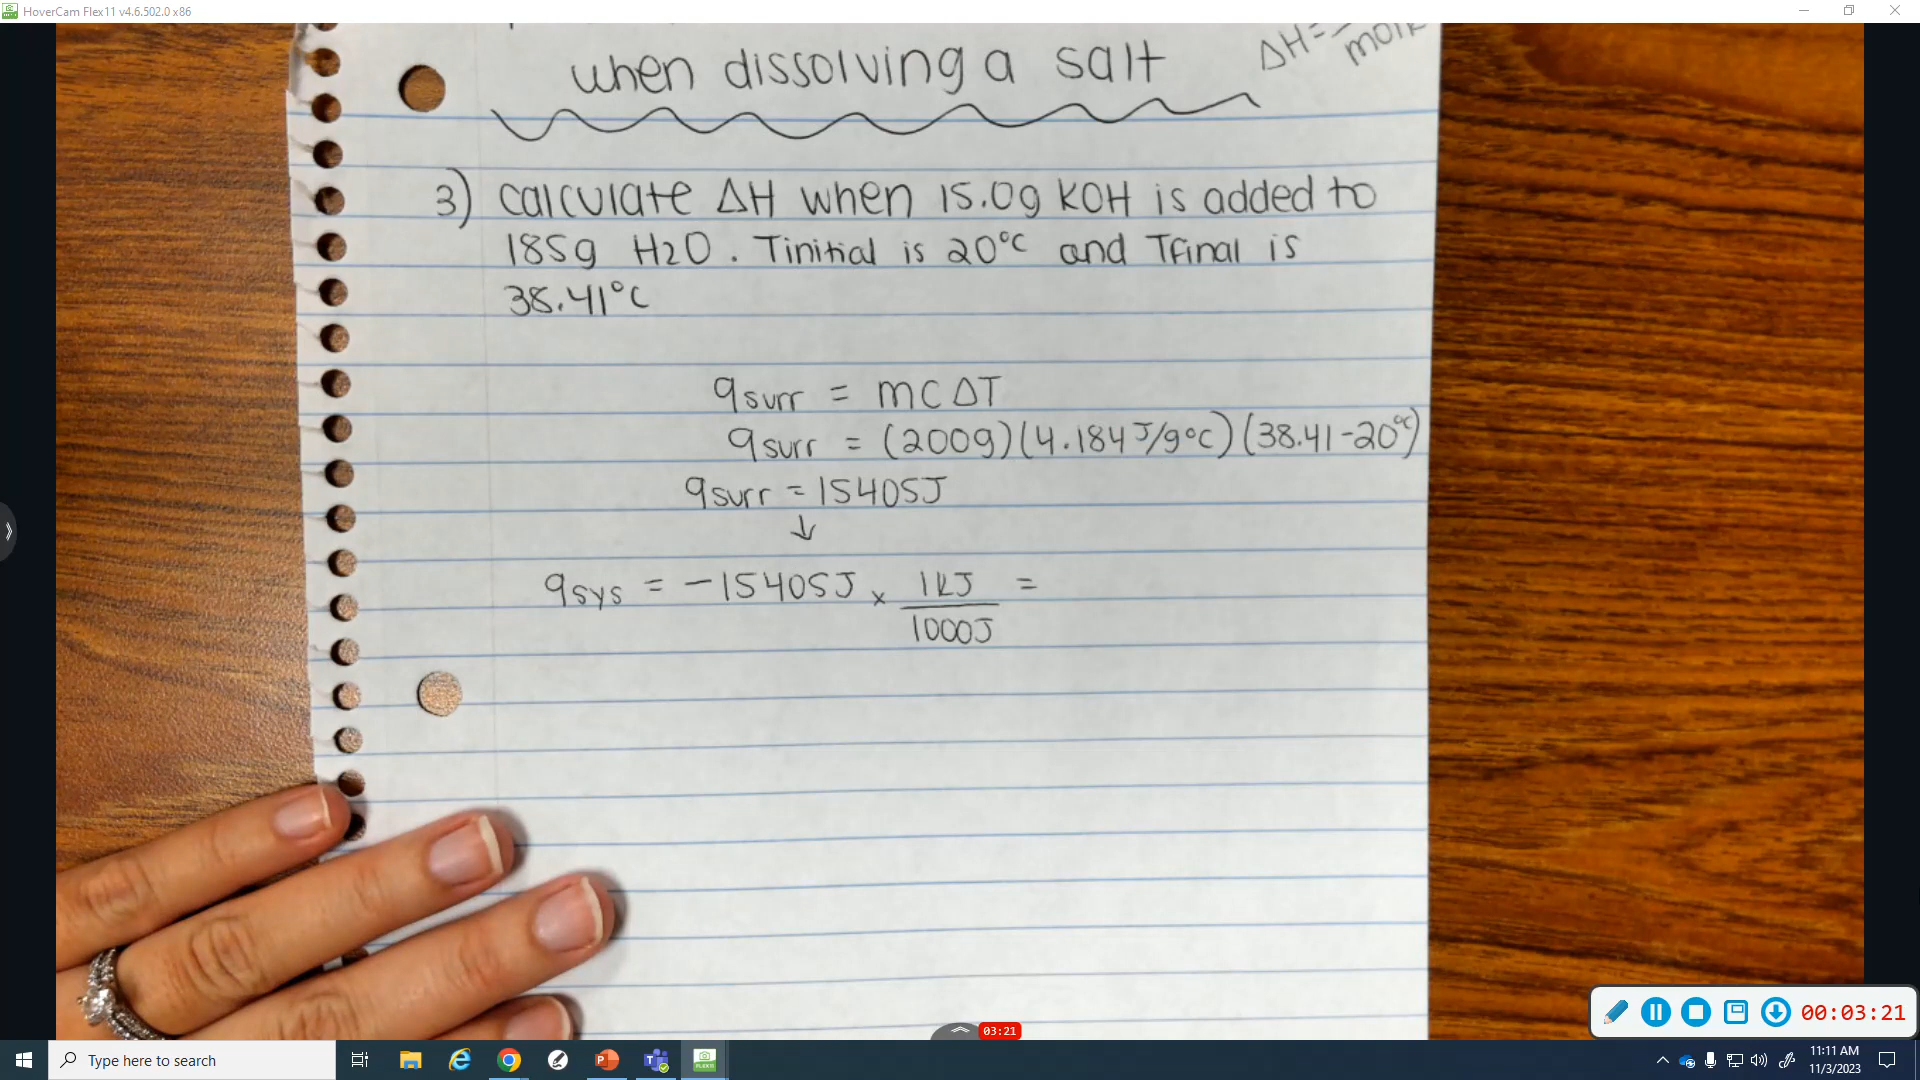 HoverCam Flex11 v4.6.502.0 x86
ΔH=
when dissolving a salt
3) Calculate ΔH when 15.0g KOH is added to
185g H2O. Tinitial is 20°C and Tfinal is
38.41°C
qsurr = mCΔT
qsurr = (200g)(4.184J/g°C)(38.41-20°C)
qsurr = 15405J
↓
qsys = -15405J x 1kJ =
1000J
03:21
00:03:21
Type here to search
11:11 AM
11/3/2023